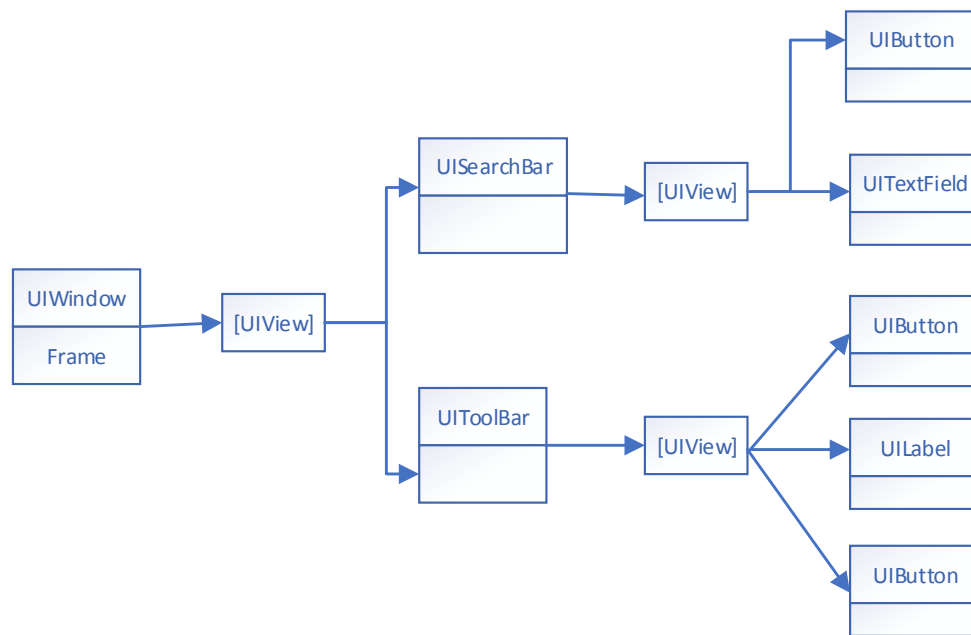 UIWindow
Frame
[UIView]
UISearchBar
UIToolBar
[UIView]
[UIView]
UIButton
UITextField
UIButton
UILabel
UIButton